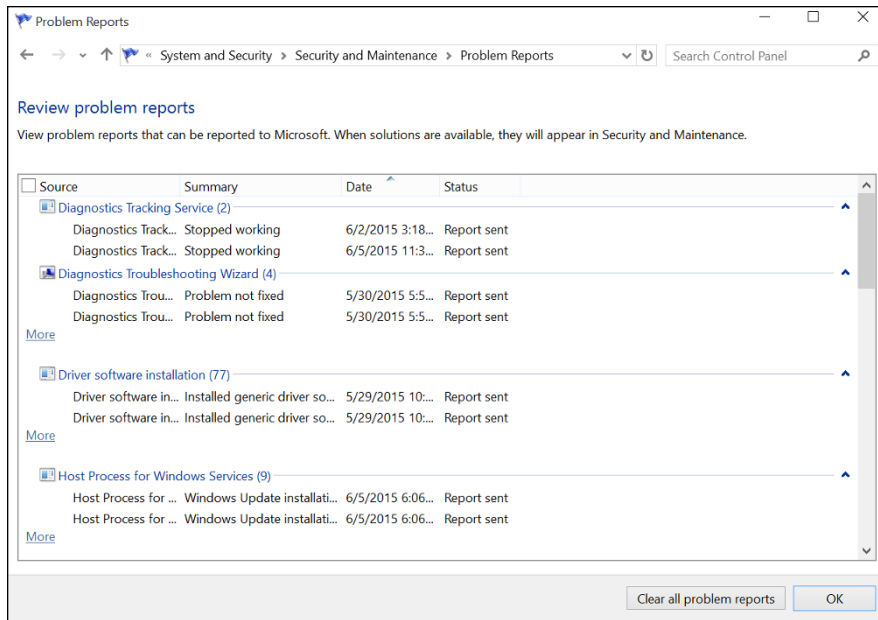 Problem Reports
« System and Security > Security and Maintenance > Problem Reports Search Control Panel
Review problem reports
View problem reports that can be reported to Microsoft. When solutions are available, they will appear in Security and Maintenance.
Source Summary Date Status
Diagnostics Tracking Service (2)
Diagnostics Track... Stopped working 6/2/2015 3:18... Report sent
Diagnostics Track... Stopped working 6/5/2015 11:3... Report sent
Diagnostics Troubleshooting Wizard (4)
Diagnostics Trou... Problem not fixed 5/30/2015 5:5... Report sent
Diagnostics Trou... Problem not fixed 5/30/2015 5:5... Report sent
More
Driver software installation (77)
Driver software in... Installed generic driver so... 5/29/2015 10:... Report sent
Driver software in... Installed generic driver so... 5/29/2015 10:... Report sent
More
Host Process for Windows Services (9)
Host Process for ... Windows Update installati... 6/5/2015 6:06... Report sent
Host Process for ... Windows Update installati... 6/5/2015 6:06... Report sent
More
Clear all problem reports OK